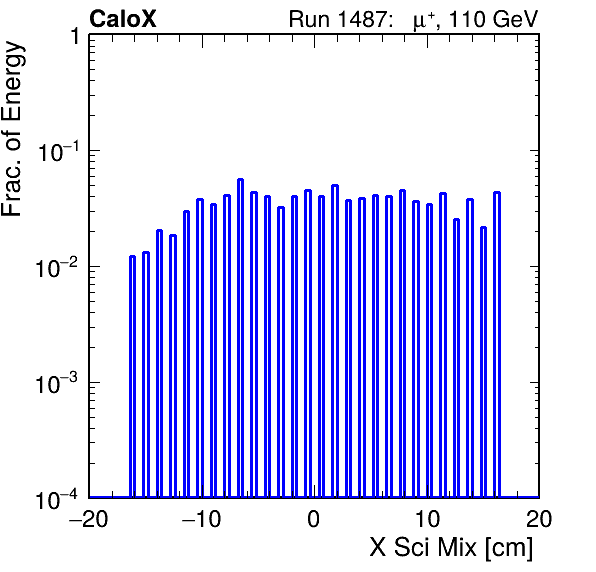 CaloX Run 1487: μ⁺, 110 GeV
Frac. of Energy
1
10⁻¹
10⁻²
10⁻³
10⁻⁴
−20 −10 0 10 20
X Sci Mix [cm]